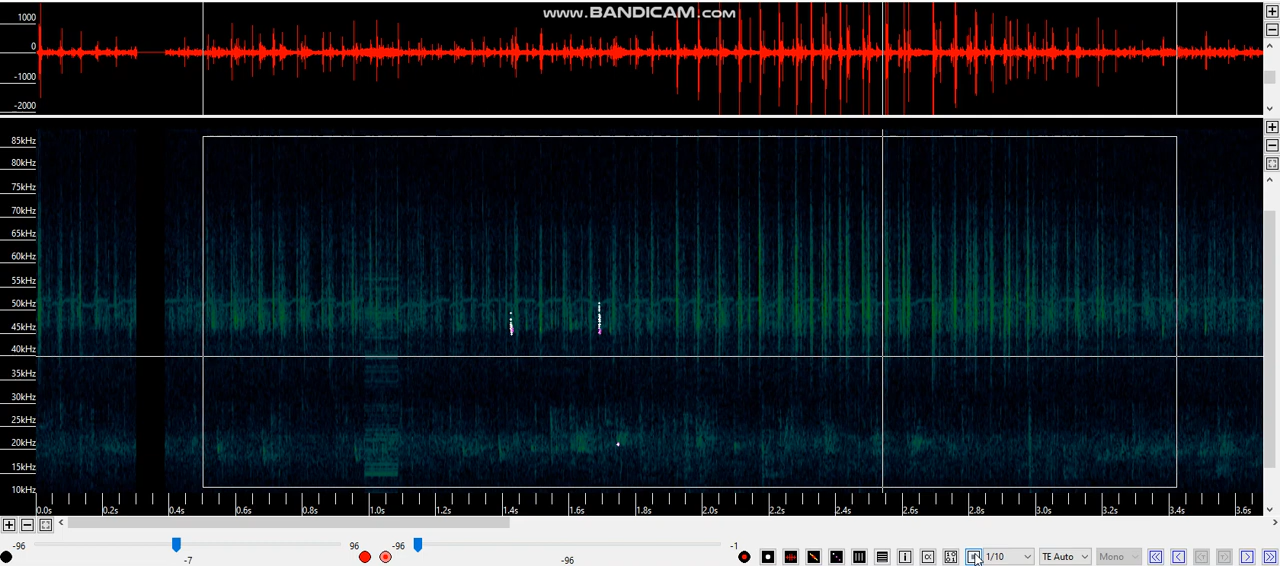 www.BANDICAM.com
1000
0
-1000
-2000
85kHz
80kHz
75kHz
70kHz
65kHz
60kHz
55kHz
50kHz
45kHz
40kHz
35kHz
30kHz
25kHz
20kHz
15kHz
10kHz
0.0s 0.2s 0.4s 0.6s 0.8s 1.0s 1.2s 1.4s 1.6s 1.8s 2.0s 2.2s 2.4s 2.6s 2.8s 3.0s 3.2s 3.4s 3.6s
-96 96 -96 -1
-7 -96
1/10 TE Auto Mono